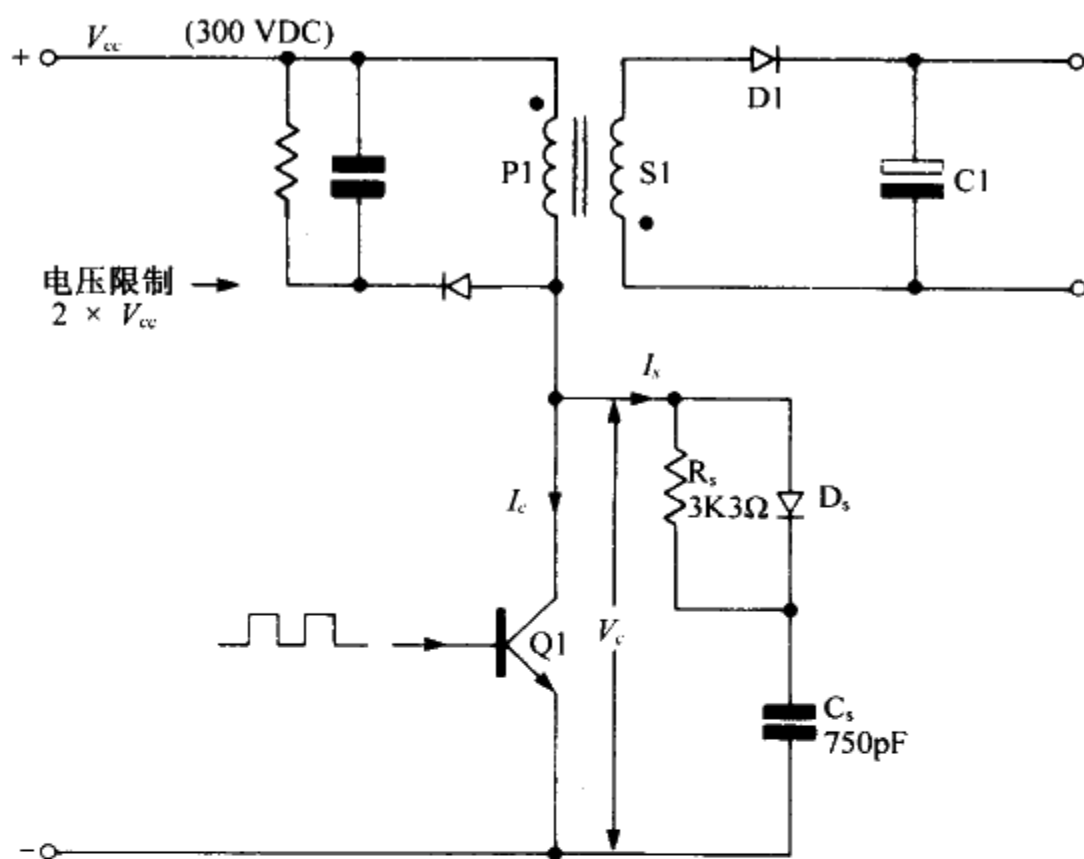 + Vcc (300 VDC)
D1
P1
S1
C1
电压限制
2 × Vcc
Is
Rs
3K3Ω
Ds
Ic
Vc
Q1
Cs
750pF
−